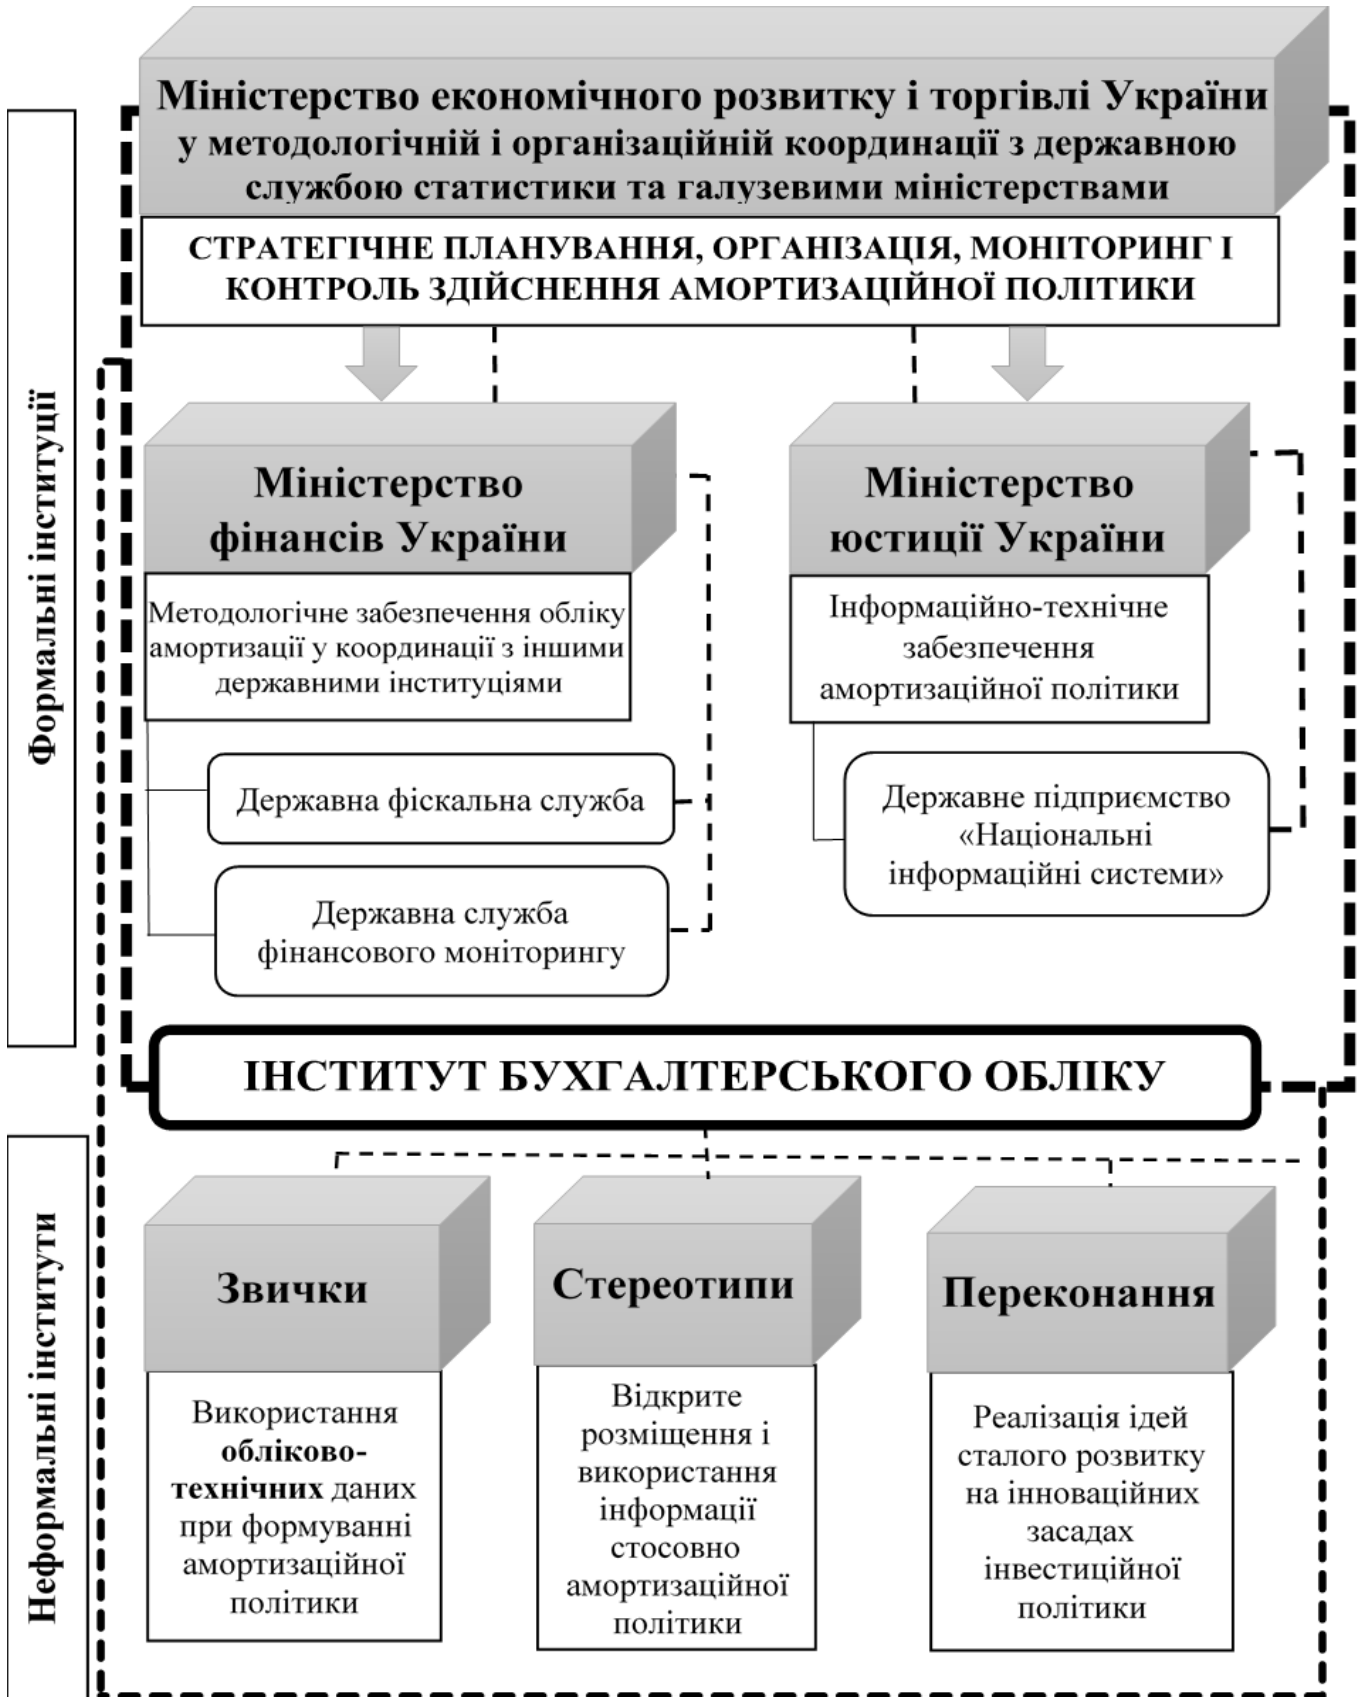 Міністерство економічного розвитку і торгівлі України
у методологічній і організаційній координації з державною
службою статистики та галузевими міністерствами
СТРАТЕГІЧНЕ ПЛАНУВАННЯ, ОРГАНІЗАЦІЯ, МОНІТОРИНГ І
КОНТРОЛЬ ЗДІЙСНЕННЯ АМОРТИЗАЦІЙНОЇ ПОЛІТИКИ
Формальні інституції
Міністерство
фінансів України
Методологічне забезпечення обліку
амортизації у координації з іншими
державними інституціями
Державна фіскальна служба
Державна служба
фінансового моніторингу
Міністерство
юстиції України
Інформаційно-технічне
забезпечення
амортизаційної політики
Державне підприємство
«Національні
інформаційні системи»
ІНСТИТУТ БУХГАЛТЕРСЬКОГО ОБЛІКУ
Неформальні інститути
Звички
Використання
обліково-
технічних даних
при формуванні
амортизаційної
політики
Стереотипи
Відкрите
розміщення і
використання
інформації
стосовно
амортизаційної
політики
Переконання
Реалізація ідей
сталого розвитку
на інноваційних
засадах
інвестиційної
політики